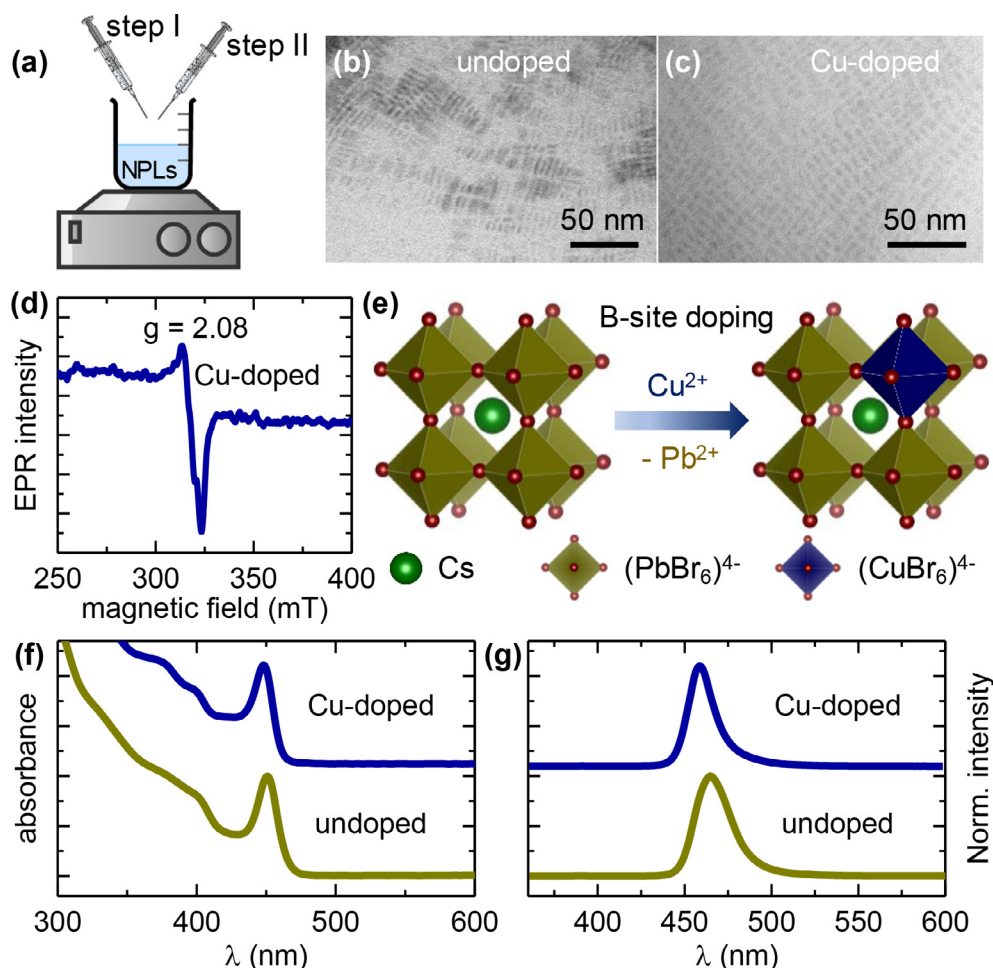 (a)
step I
step II
NPLs
(b)
undoped
50 nm
(c)
Cu-doped
50 nm
(d)
g = 2.08
Cu-doped
EPR intensity
250 300 350 400
magnetic field (mT)
(e)
B-site doping
Cu²⁺
- Pb²⁺
Cs
(PbBr₆)⁴⁻
(CuBr₆)⁴⁻
(f)
Cu-doped
undoped
absorbance
300 400 500 600
λ (nm)
(g)
Cu-doped
undoped
Norm. intensity
400 450 500 550 600
λ (nm)